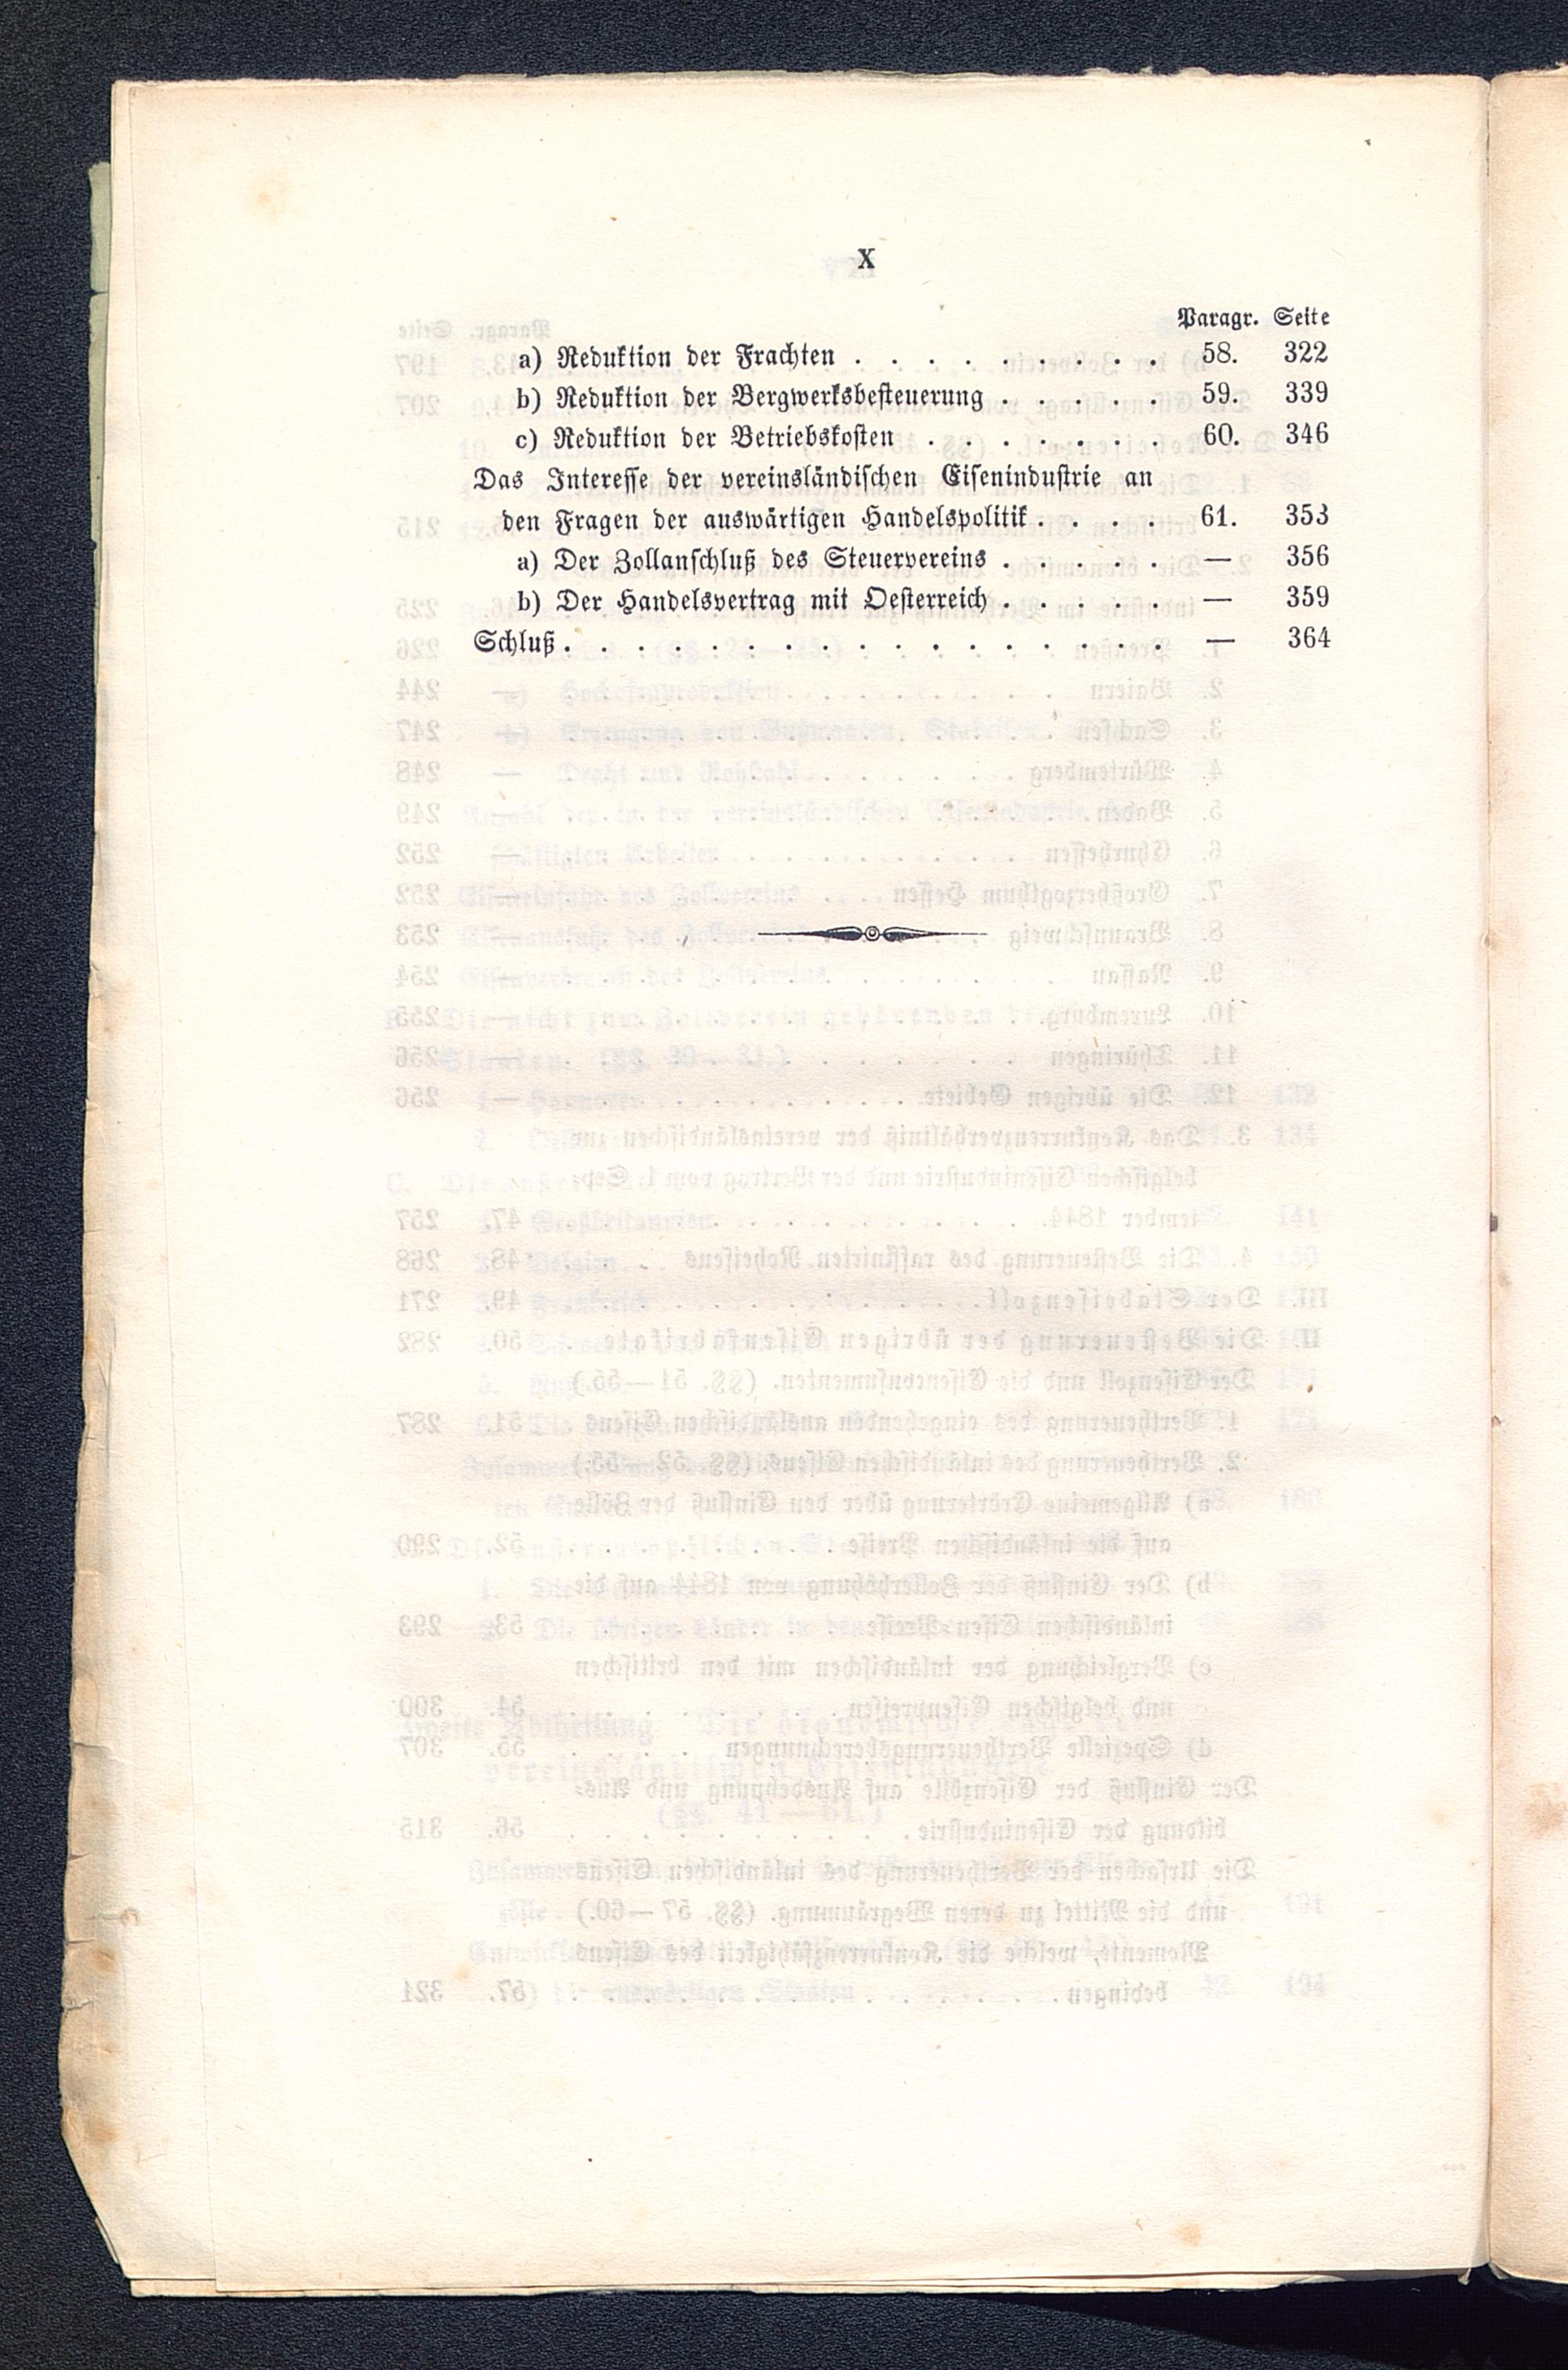 X
Paragr. Seite
a) Reduktion der Frachten . . . . . . . . . 58. 322
b) Reduktion der Bergwerksbesteuerung . . . . . 59. 339
c) Reduktion der Betriebskosten . . . . . . . 60. 346
Das Interesse der vereinsländischen Eisenindustrie an
den Fragen der auswärtigen Handelspolitik . . . . 61. 353
a) Der Zollanschluß des Steuervereins . . . . . — 356
b) Der Handelsvertrag mit Oesterreich . . . . . — 359
Schluß . . . . . . . . . . . . . . . . . — 364